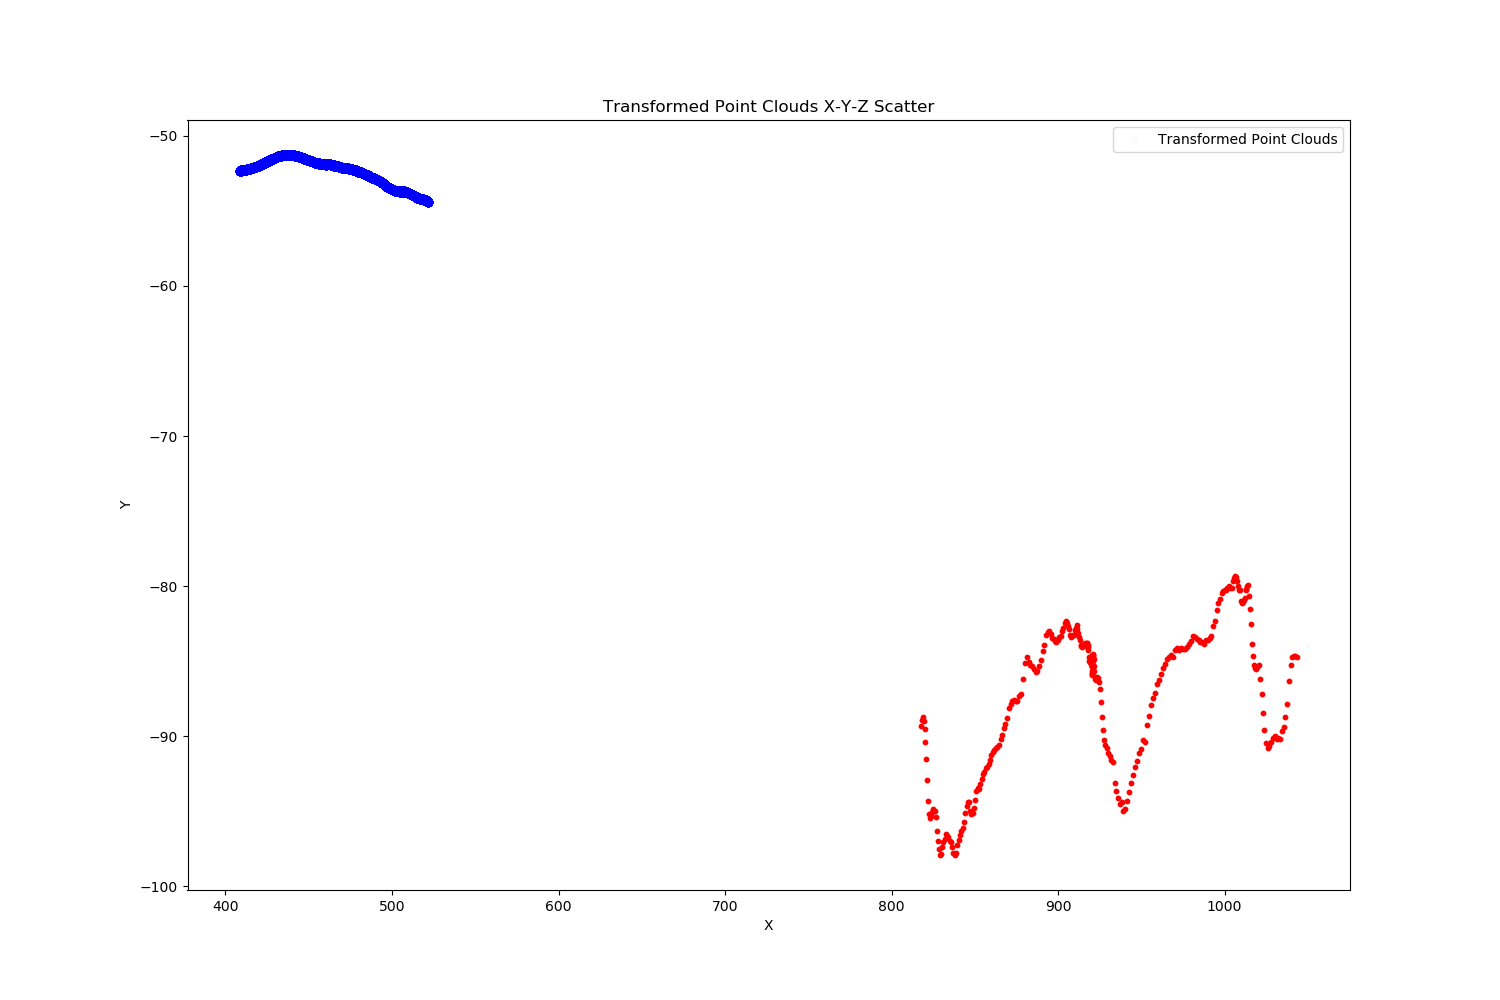 Transformed Point Clouds X-Y-Z Scatter
Transformed Point Clouds
−50
−60
−70
−80
−90
−100
Y
400 500 600 700 800 900 1000
X